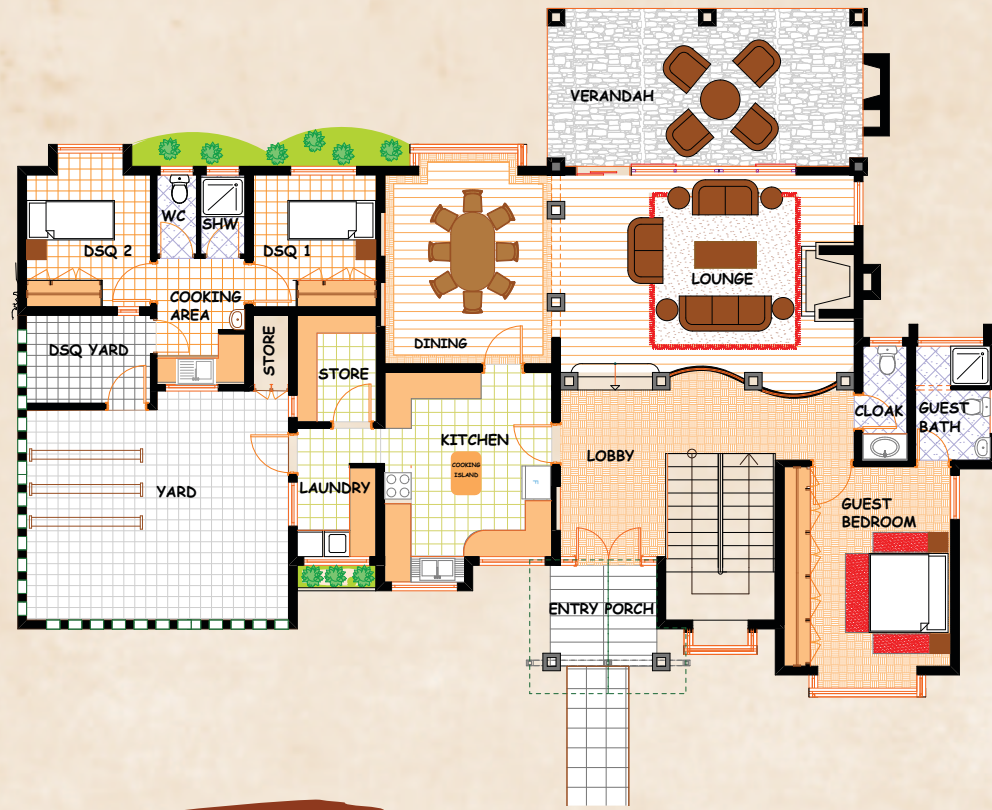 VERANDAH
WC
SHW
DSQ 2
DSQ 1
COOKING
AREA
LOUNGE
DINING
DSQ YARD
STORE
STORE
CLOAK
GUEST
BATH
KITCHEN
COOKING
ISLAND
LOBBY
LAUNDRY
YARD
GUEST
BEDROOM
ENTRY PORCH